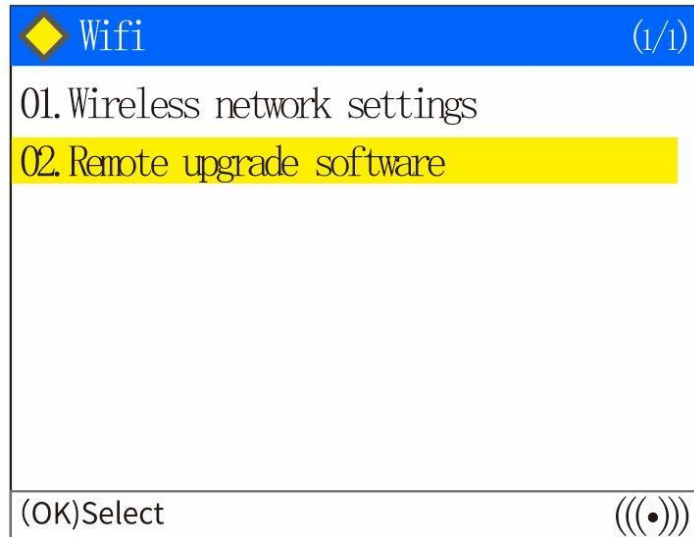 Wifi (1/1)
01. Wireless network settings
02. Remote upgrade software
(OK)Select